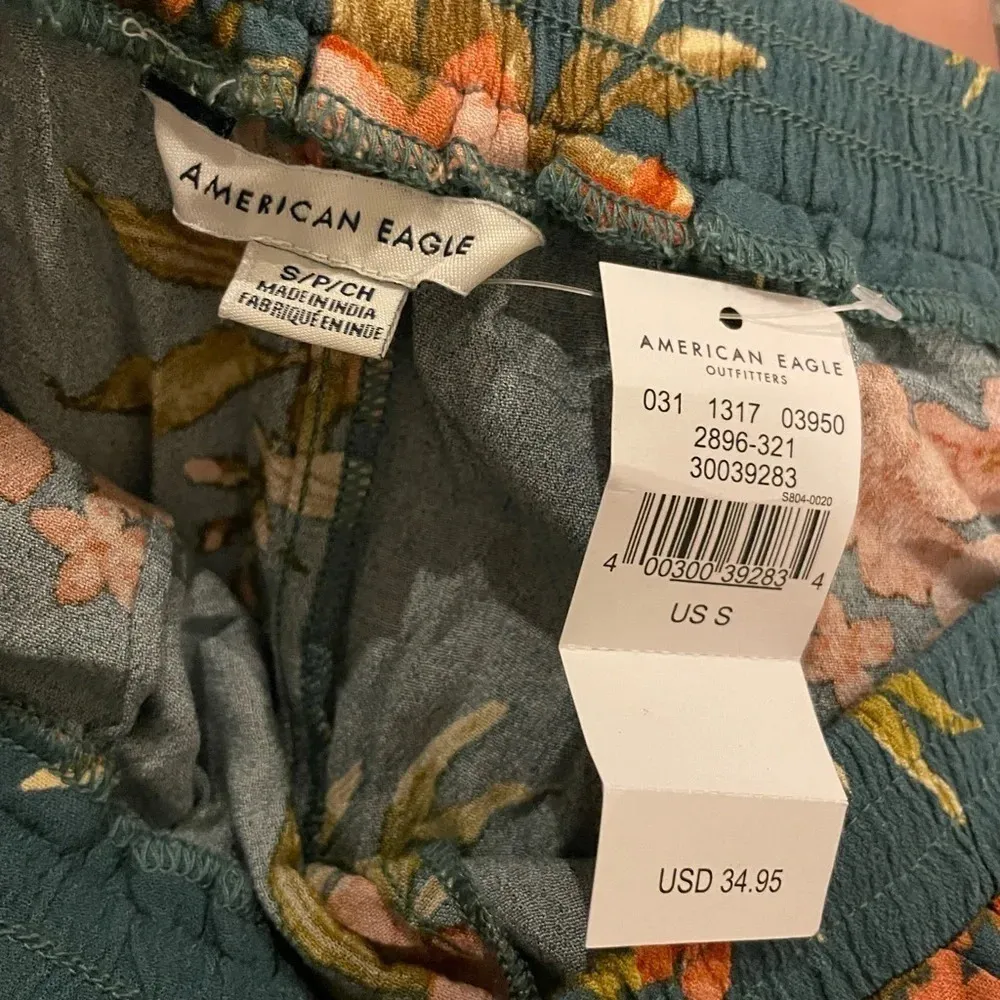 AMERICAN EAGLE
S/P/CH
MADE IN INDIA
FABRIQUÉ EN INDE
AMERICAN EAGLE
OUTFITTERS
031 1317 03950
2896-321
30039283
S804-0020
4 00300 39283 4
US S
USD 34.95